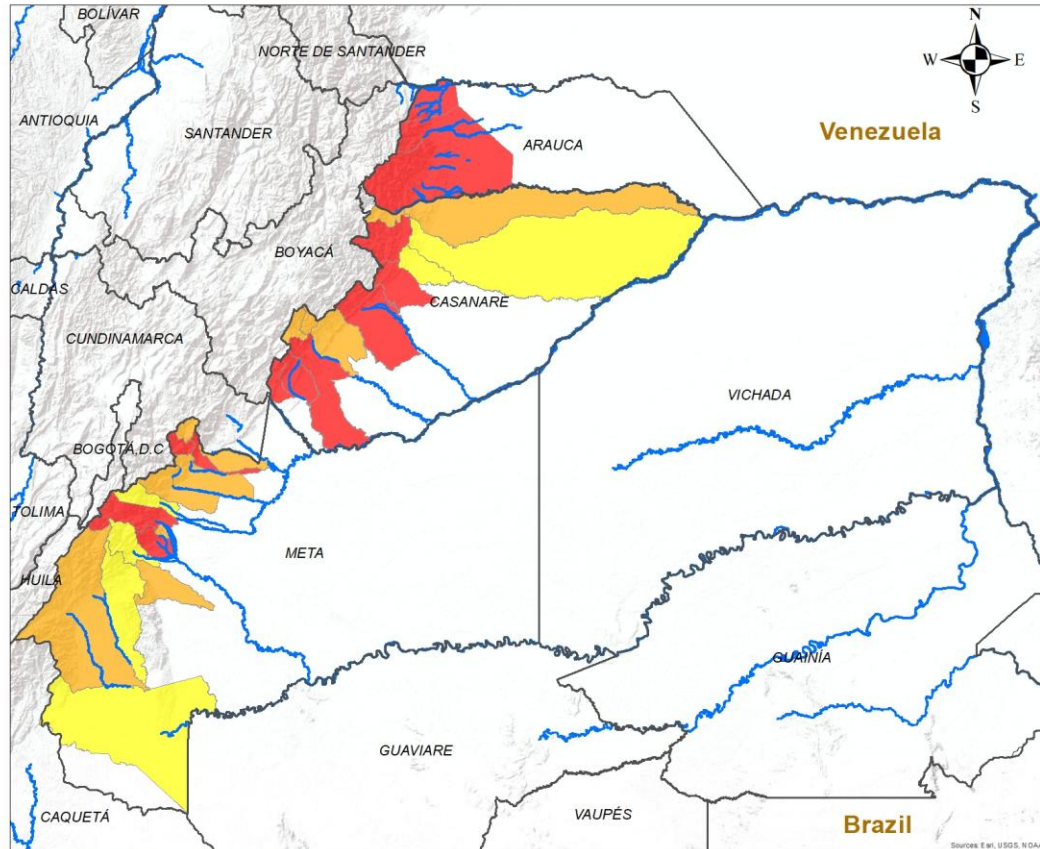 BOLÍVAR
NORTE DE SANTANDER
N
W
E
S
ANTIOQUIA
SANTANDER
ARAUCA
Venezuela
BOYACÁ
CALDAS
CASANARE
CUNDINAMARCA
VICHADA
BOGOTÁ,D.C
TOLIMA
META
HUILA
GUAINÍA
GUAVIARE
CAQUETÁ
VAUPÉS
Brazil
Sources: Esri, USGS, NOAA